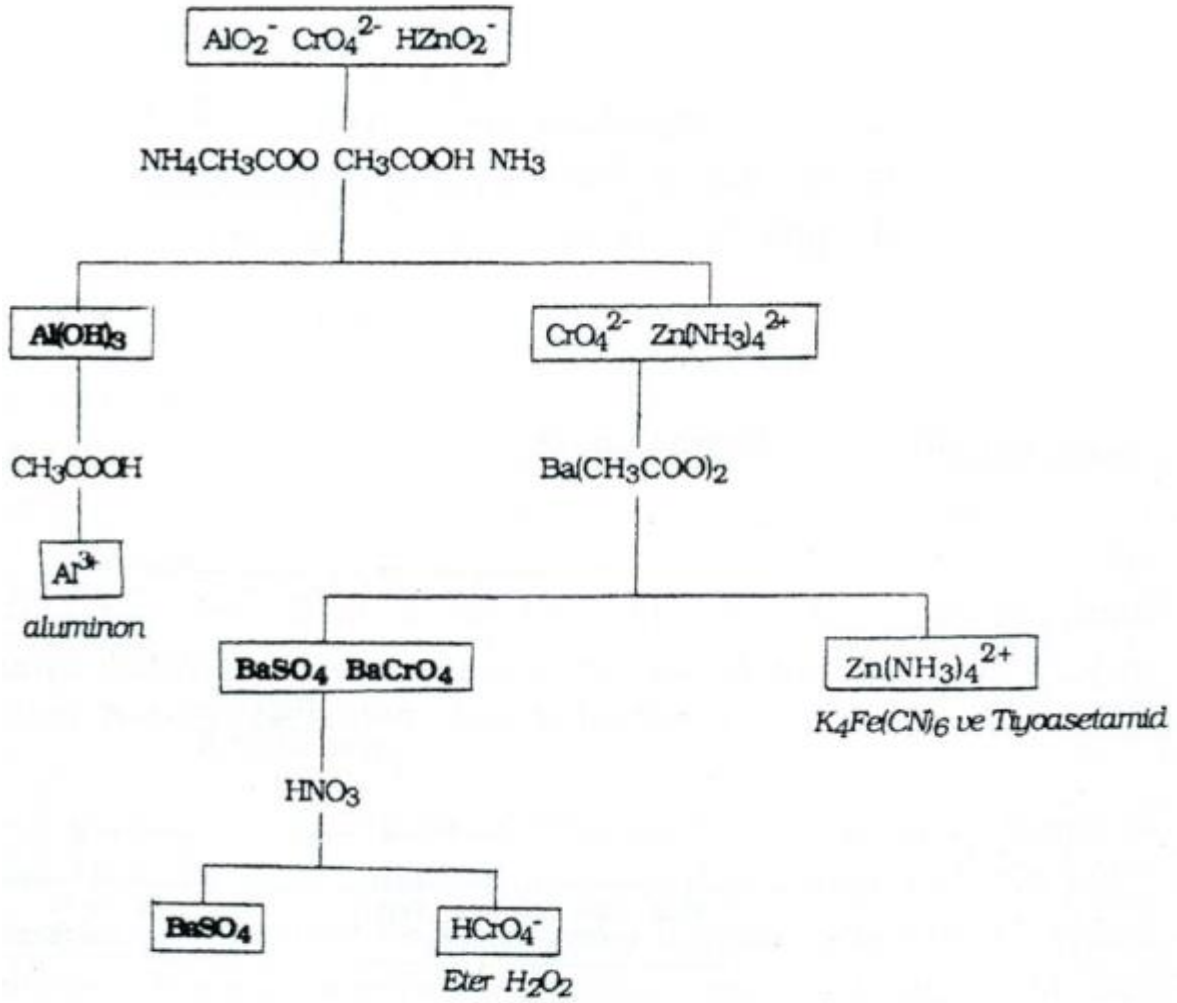 AlO₂⁻ CrO₄²⁻ HZnO₂⁻
NH₄CH₃COO CH₃COOH NH₃
Al(OH)₃
CrO₄²⁻ Zn(NH₃)₄²⁺
CH₃COOH
Ba(CH₃COO)₂
Al³⁺
aluminon
BaSO₄ BaCrO₄
Zn(NH₃)₄²⁺
K₄Fe(CN)₆ ve Tiyoasetamid
HNO₃
BaSO₄
HCrO₄⁻
Eter H₂O₂